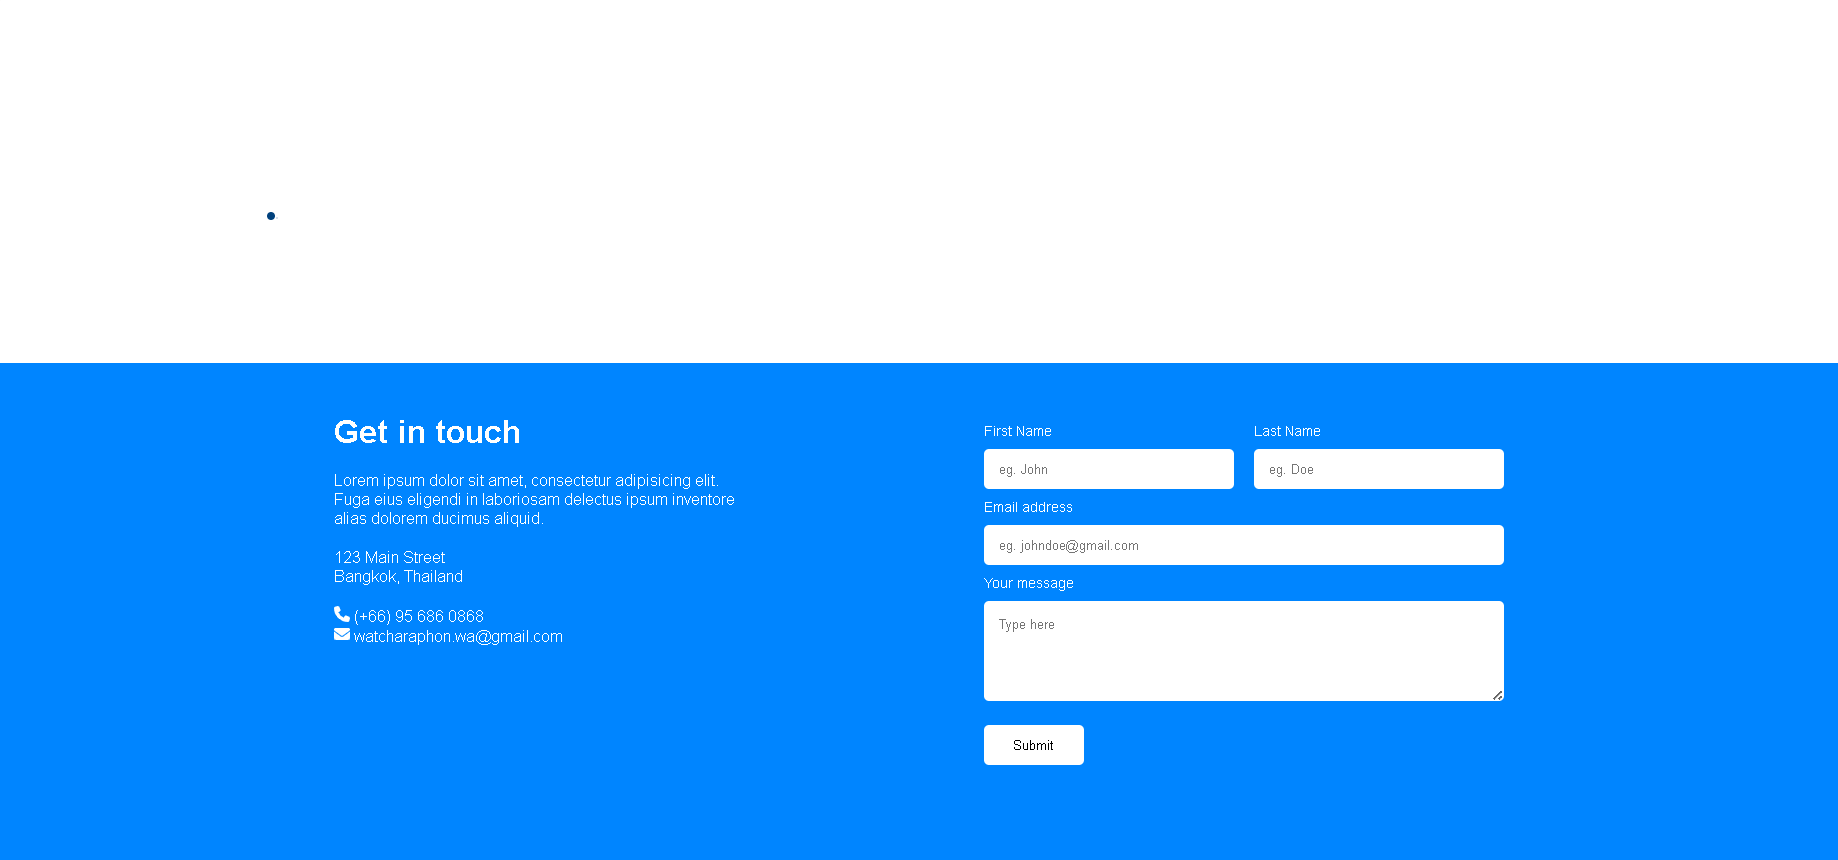 Get in touch
Lorem ipsum dolor sit amet, consectetur adipisicing elit.
Fuga eius eligendi in laboriosam delectus ipsum inventore
alias dolorem ducimus aliquid.
123 Main Street
Bangkok, Thailand
(+66) 95 686 0868
watcharaphon.wa@gmail.com
First Name
Last Name
eg. John
eg. Doe
Email address
eg. johndoe@gmail.com
Your message
Type here
Submit